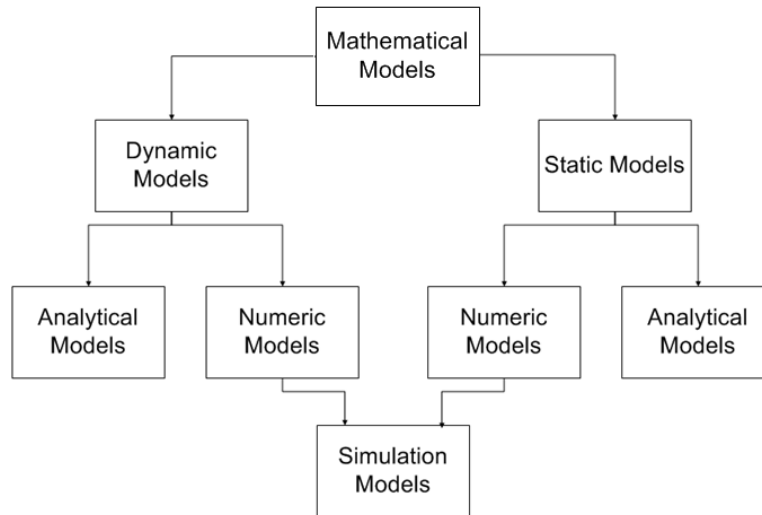 Mathematical
Models
Dynamic
Models
Static Models
Analytical
Models
Numeric
Models
Numeric
Models
Analytical
Models
Simulation
Models